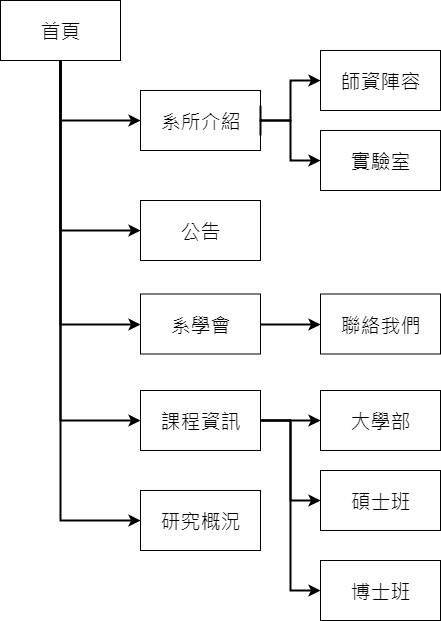 首頁
系所介紹
師資陣容
實驗室
公告
系學會
聯絡我們
課程資訊
大學部
碩士班
研究概況
博士班